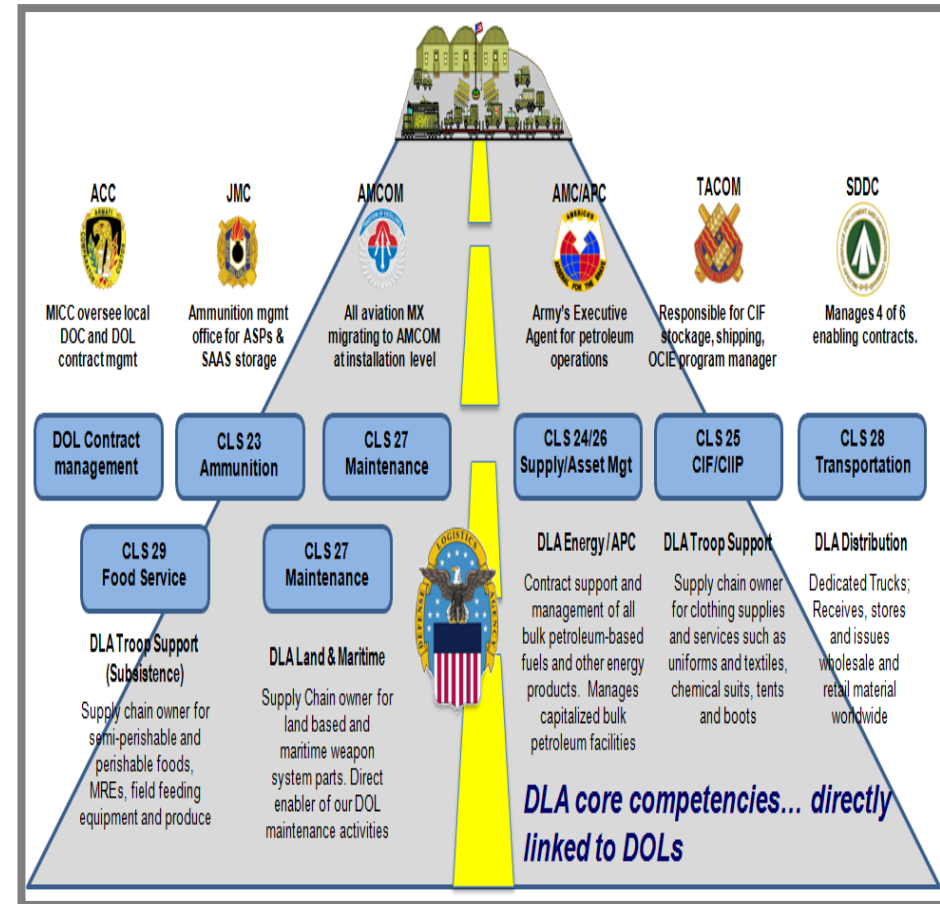 ACC
MICC oversee local
DOC and DOL
contract mgmt
JMC
Ammunition mgmt
office for ASPs &
SAAS storage
AMCOM
All aviation MX
migrating to AMCOM
at installation level
AMC/APC
Army's Executive
Agent for petroleum
operations
TACOM
Responsible for CIF
stockage, shipping,
OCIE program manager
SDDC
Manages 4 of 6
enabling contracts.
DOL Contract
management
CLS 23
Ammunition
CLS 27
Maintenance
CLS 24/26
Supply/Asset Mgt
CLS 25
CIF/CIIP
CLS 28
Transportation
CLS 29
Food Service
DLA Troop Support
(Subsistence)
Supply chain owner for
semi-perishable and
perishable foods,
MREs, field feeding
equipment and produce
CLS 27
Maintenance
DLA Land & Maritime
Supply Chain owner for
land based and
maritime weapon
system parts. Direct
enabler of our DOL
maintenance activities
DEFENSE LOGISTICS AGENCY
DLA Energy / APC
Contract support and
management of all
bulk petroleum-based
fuels and other energy
products. Manages
capitalized bulk
petroleum facilities
DLA Troop Support
Supply chain owner
for clothing supplies
and services such as
uniforms and textiles,
chemical suits, tents
and boots
DLA Distribution
Dedicated Trucks;
Receives, stores
and issues
wholesale and
retail material
worldwide
DLA core competencies… directly
linked to DOLs